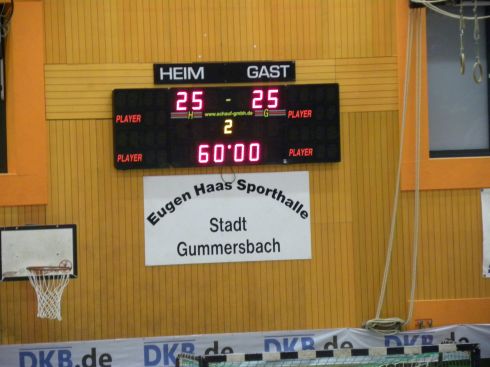 HEIM GAST
25 - 25
H www.schauf-gmbh.de G
PLAYER 2 PLAYER
PLAYER 60:00 PLAYER
Eugen Haas Sporthalle
Stadt
Gummersbach
DKB.de DKB.de DKB.de DKB.de